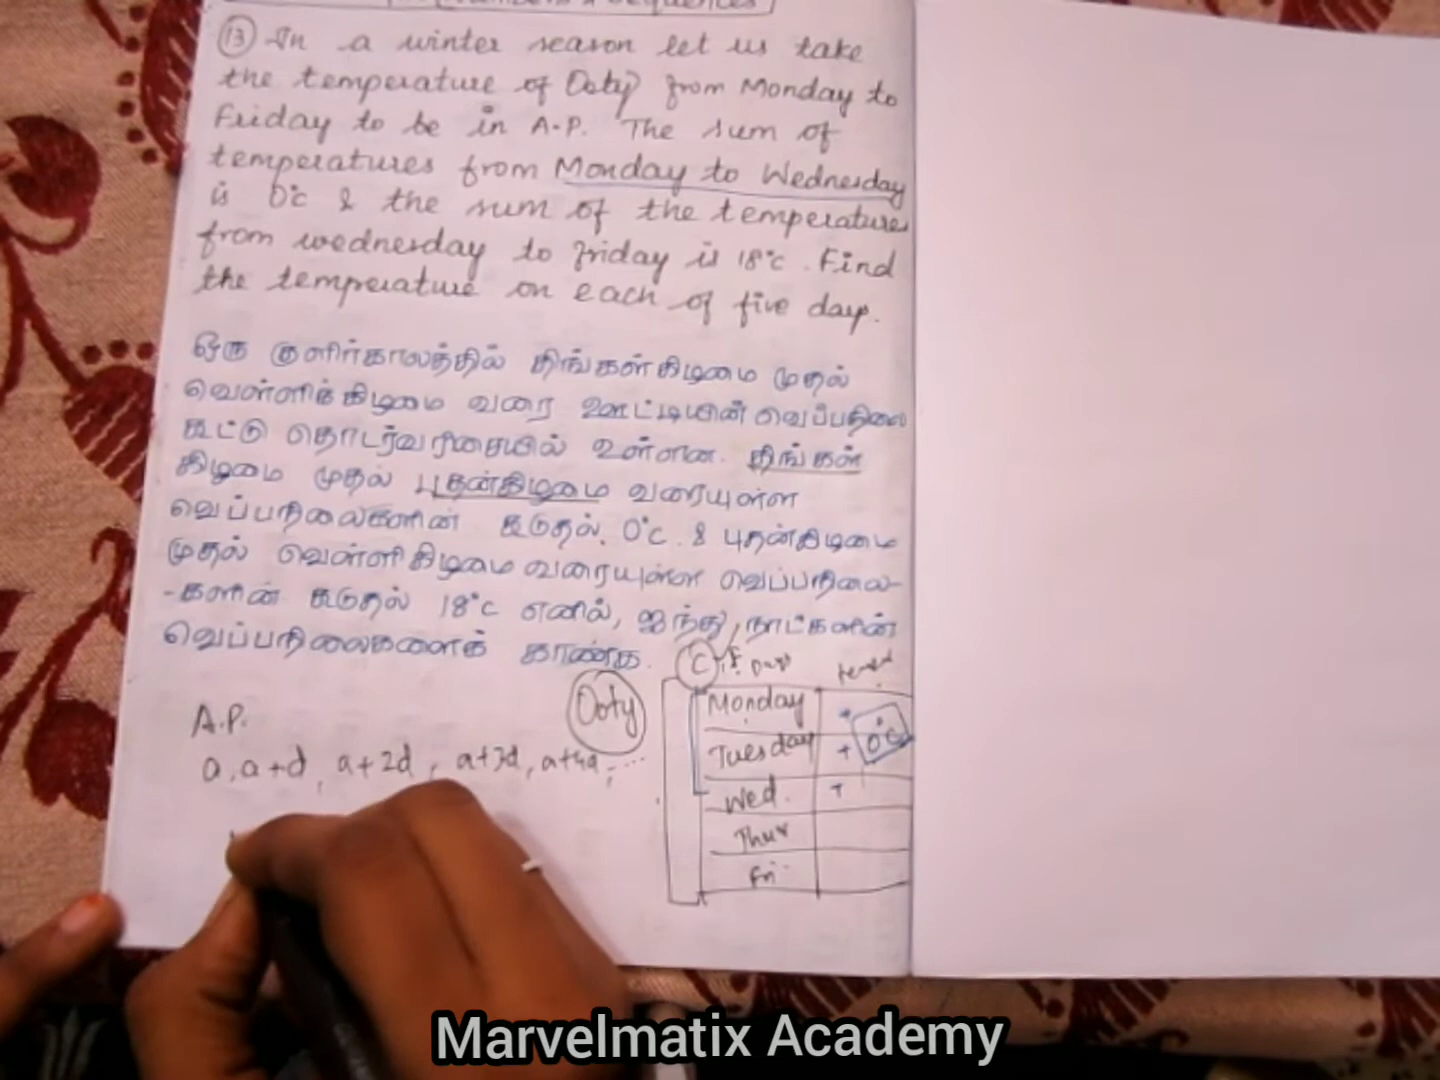 13 In a winter season let us take
the temperature of Ooty from Monday to
Friday to be in A.P. The sum of
temperatures from Monday to Wednesday
is 0°c & the sum of the temperatures
from wednesday to friday is 18°c. Find
the temperature on each of five days.
ஒரு குளிர்காலத்தில் திங்கள்கிழமை முதல்
வெள்ளிக்கிழமை வரை ஊட்டியின் வெப்பநிலை
கூட்டு தொடர்வரிசையில் உள்ளன. திங்கள்
கிழமை முதல் புதன்கிழமை வரையுள்ள
வெப்பநிலைகளின் கூடுதல். 0°c. & புதன்கிழமை
முதல் வெள்ளிகிழமை வரையுள்ள வெப்பநிலை-
-களின் கூடுதல் 18°c எனில், ஐந்து நாட்களின்
வெப்பநிலைகளைக் காண்க.
A.P.
a, a+d, a+2d, a+3d, a+4d, ...
Ooty
C
Monday
Tuesday + 0°c
Wed. +
Thur
Fri
Marvelmatix Academy